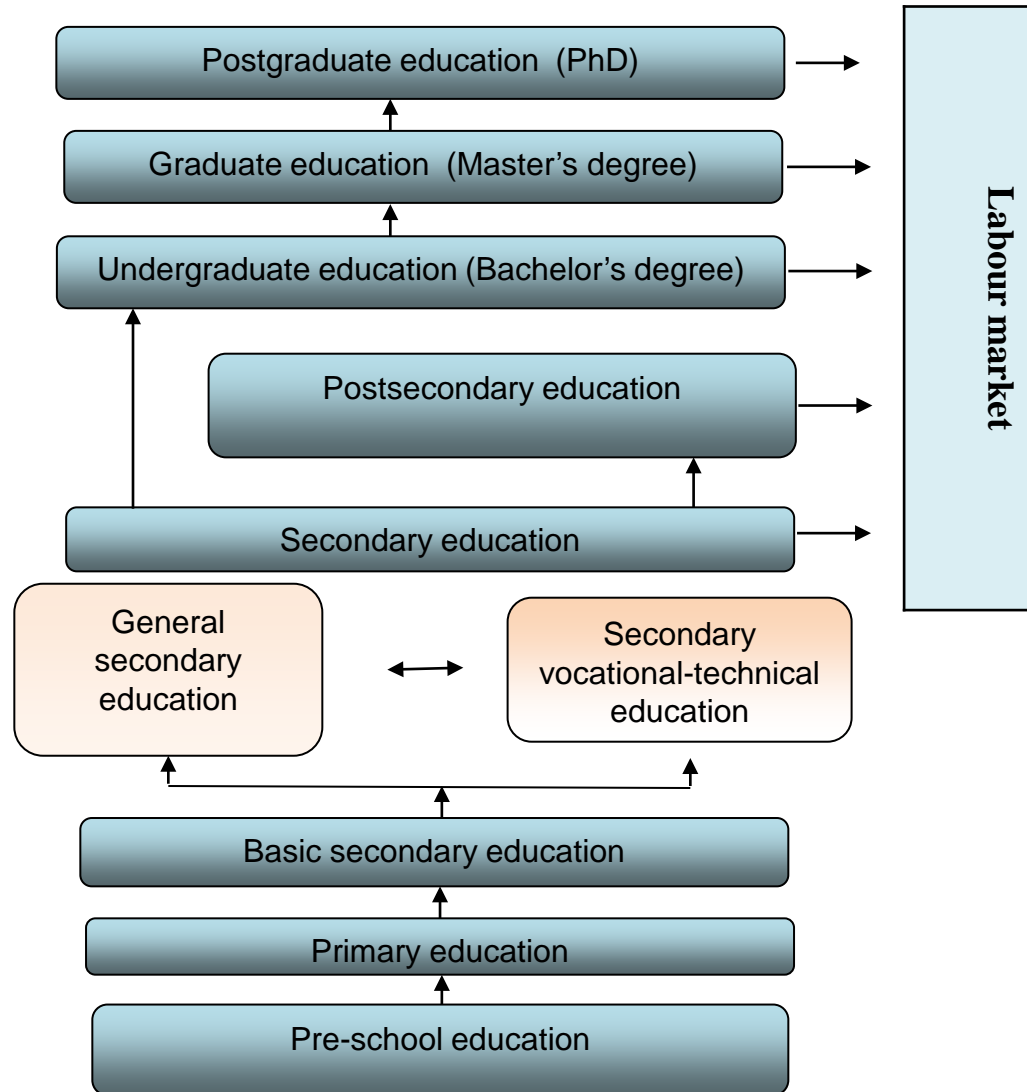 Postgraduate education (PhD)
Graduate education (Master’s degree)
Undergraduate education (Bachelor’s degree)
Postsecondary education
Secondary education
General
secondary
education
Secondary
vocational-technical
education
Basic secondary education
Primary education
Pre-school education
Labour market